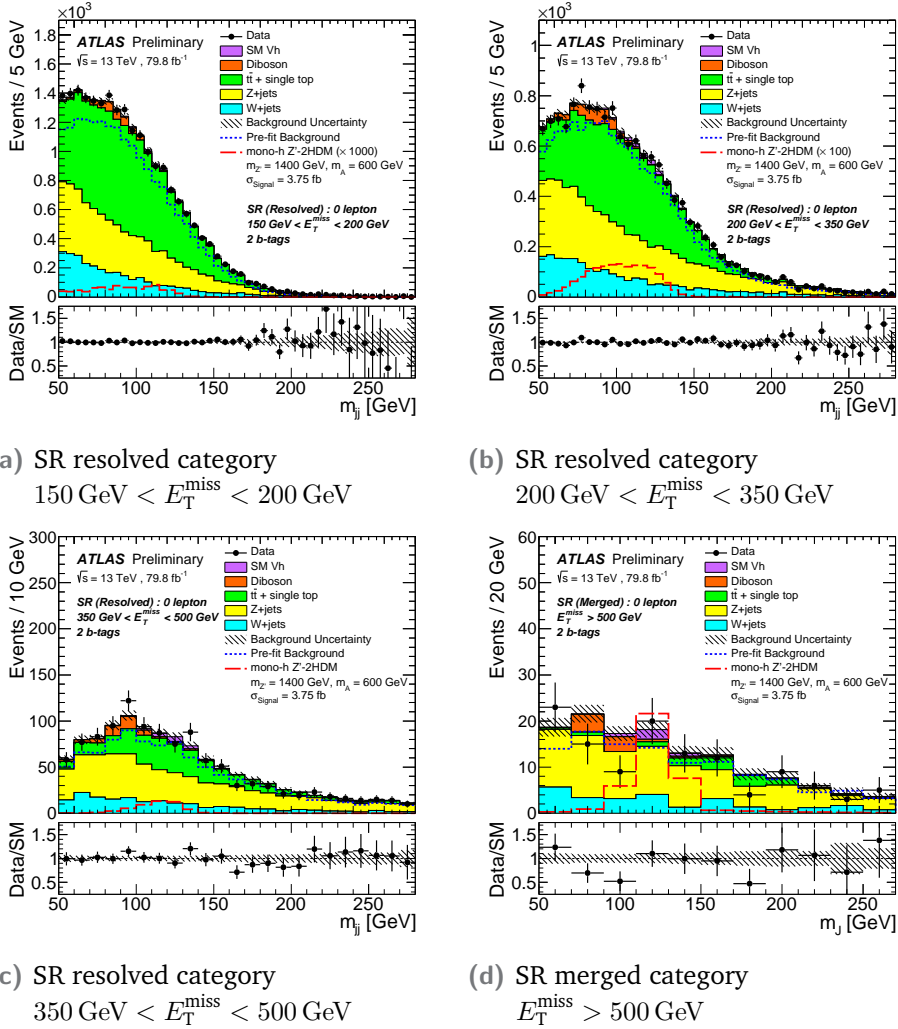 ×10³
Events / 5 GeV
1.8
1.6
1.4
1.2
1
0.8
0.6
0.4
0.2
0
ATLAS Preliminary
√s = 13 TeV , 79.8 fb⁻¹
Data
SM Vh
Diboson
tt̄ + single top
Z+jets
W+jets
Background Uncertainty
Pre-fit Background
mono-h Z'-2HDM (× 1000)
m_Z' = 1400 GeV, m_A = 600 GeV
σ_Signal = 3.75 fb
SR (Resolved) : 0 lepton
150 GeV < E_T^miss < 200 GeV
2 b-tags
Data/SM
1.5
1
0.5
50 100 150 200 250
m_jj [GeV]
a) SR resolved category
150 GeV < E_T^miss < 200 GeV
×10³
Events / 5 GeV
1
0.8
0.6
0.4
0.2
0
ATLAS Preliminary
√s = 13 TeV , 79.8 fb⁻¹
Data
SM Vh
Diboson
tt̄ + single top
Z+jets
W+jets
Background Uncertainty
Pre-fit Background
mono-h Z'-2HDM (× 100)
m_Z' = 1400 GeV, m_A = 600 GeV
σ_Signal = 3.75 fb
SR (Resolved) : 0 lepton
200 GeV < E_T^miss < 350 GeV
2 b-tags
Data/SM
1.5
1
0.5
50 100 150 200 250
m_jj [GeV]
(b) SR resolved category
200 GeV < E_T^miss < 350 GeV
Events / 10 GeV
300
250
200
150
100
50
0
ATLAS Preliminary
√s = 13 TeV , 79.8 fb⁻¹
SR (Resolved) : 0 lepton
350 GeV < E_T^miss < 500 GeV
2 b-tags
Data
SM Vh
Diboson
tt̄ + single top
Z+jets
W+jets
Background Uncertainty
Pre-fit Background
mono-h Z'-2HDM
m_Z' = 1400 GeV, m_A = 600 GeV
σ_Signal = 3.75 fb
Data/SM
1.5
1
0.5
50 100 150 200 250
m_jj [GeV]
c) SR resolved category
350 GeV < E_T^miss < 500 GeV
Events / 20 GeV
60
50
40
30
20
10
0
ATLAS Preliminary
√s = 13 TeV , 79.8 fb⁻¹
SR (Merged) : 0 lepton
E_T^miss > 500 GeV
2 b-tags
Data
SM Vh
Diboson
tt̄ + single top
Z+jets
W+jets
Background Uncertainty
Pre-fit Background
mono-h Z'-2HDM
m_Z' = 1400 GeV, m_A = 600 GeV
σ_Signal = 3.75 fb
Data/SM
1.5
1
0.5
50 100 150 200 250
m_J [GeV]
(d) SR merged category
E_T^miss > 500 GeV